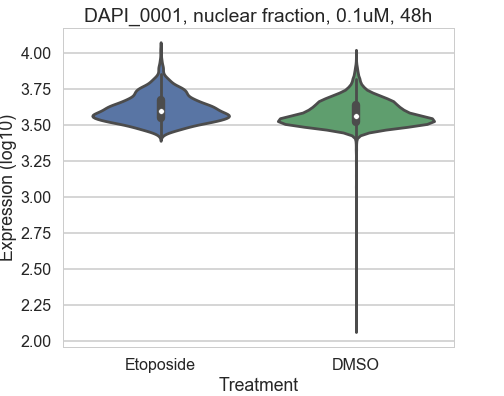 DAPI_0001, nuclear fraction, 0.1uM, 48h
Expression (log10)
4.00
3.75
3.50
3.25
3.00
2.75
2.50
2.25
2.00
Etoposide
DMSO
Treatment